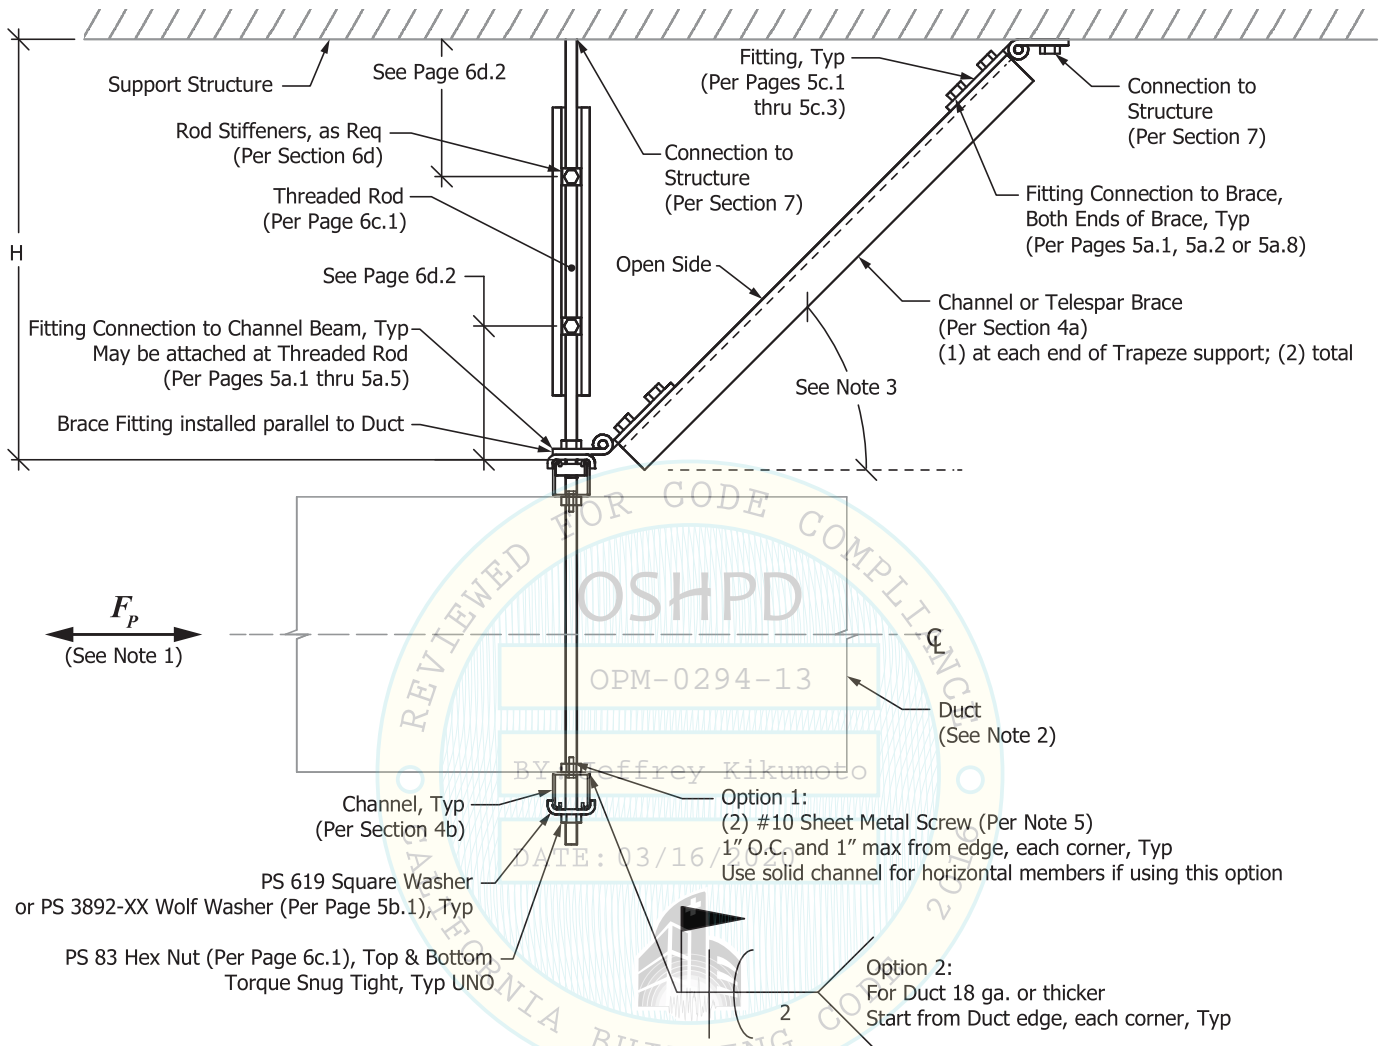 See Page 6d.2
Support Structure
Rod Stiffeners, as Req
(Per Section 6d)
Threaded Rod
(Per Page 6c.1)
H
See Page 6d.2
Fitting Connection to Channel Beam, Typ
May be attached at Threaded Rod
(Per Pages 5a.1 thru 5a.5)
Brace Fitting installed parallel to Duct
Fitting, Typ
(Per Pages 5c.1
thru 5c.3)
Connection to
Structure
(Per Section 7)
Connection to
Structure
(Per Section 7)
Open Side
Fitting Connection to Brace,
Both Ends of Brace, Typ
(Per Pages 5a.1, 5a.2 or 5a.8)
Channel or Telespar Brace
(Per Section 4a)
(1) at each end of Trapeze support; (2) total
See Note 3
REVIEWED FOR CODE COMPLIANCE
OSHPD
OPM-0294-13
BY: Jeffrey Kikumoto
DATE: 03/16/2020
CALIFORNIA BUILDING CODE 2016
FP
(See Note 1)
℄
Duct
(See Note 2)
Channel, Typ
(Per Section 4b)
PS 619 Square Washer
or PS 3892-XX Wolf Washer (Per Page 5b.1), Typ
PS 83 Hex Nut (Per Page 6c.1), Top & Bottom
Torque Snug Tight, Typ UNO
Option 1:
(2) #10 Sheet Metal Screw (Per Note 5)
1” O.C. and 1” max from edge, each corner, Typ
Use solid channel for horizontal members if using this option
2
Option 2:
For Duct 18 ga. or thicker
Start from Duct edge, each corner, Typ